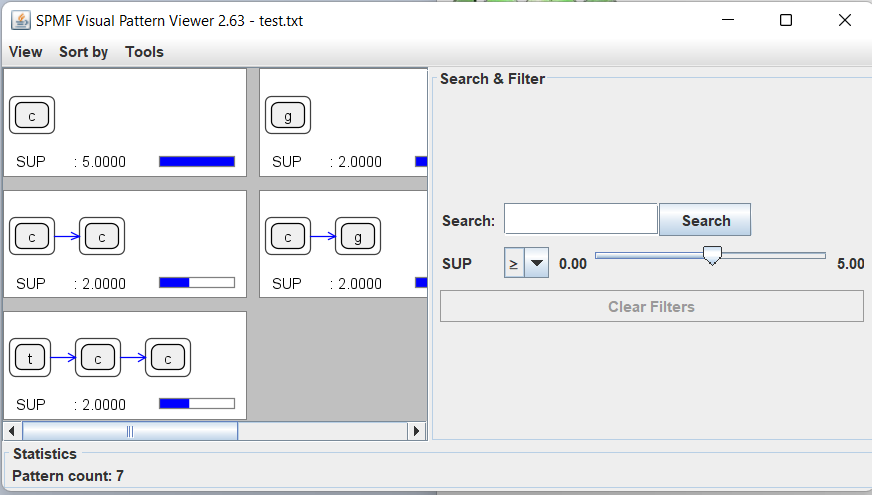 SPMF Visual Pattern Viewer 2.63 - test.txt
View Sort by Tools
c
SUP : 5.0000
g
SUP : 2.0000
c c
SUP : 2.0000
c g
SUP : 2.0000
t c c
SUP : 2.0000
Search & Filter
Search: Search
SUP ≥ 0.00 5.00
Clear Filters
Statistics
Pattern count: 7